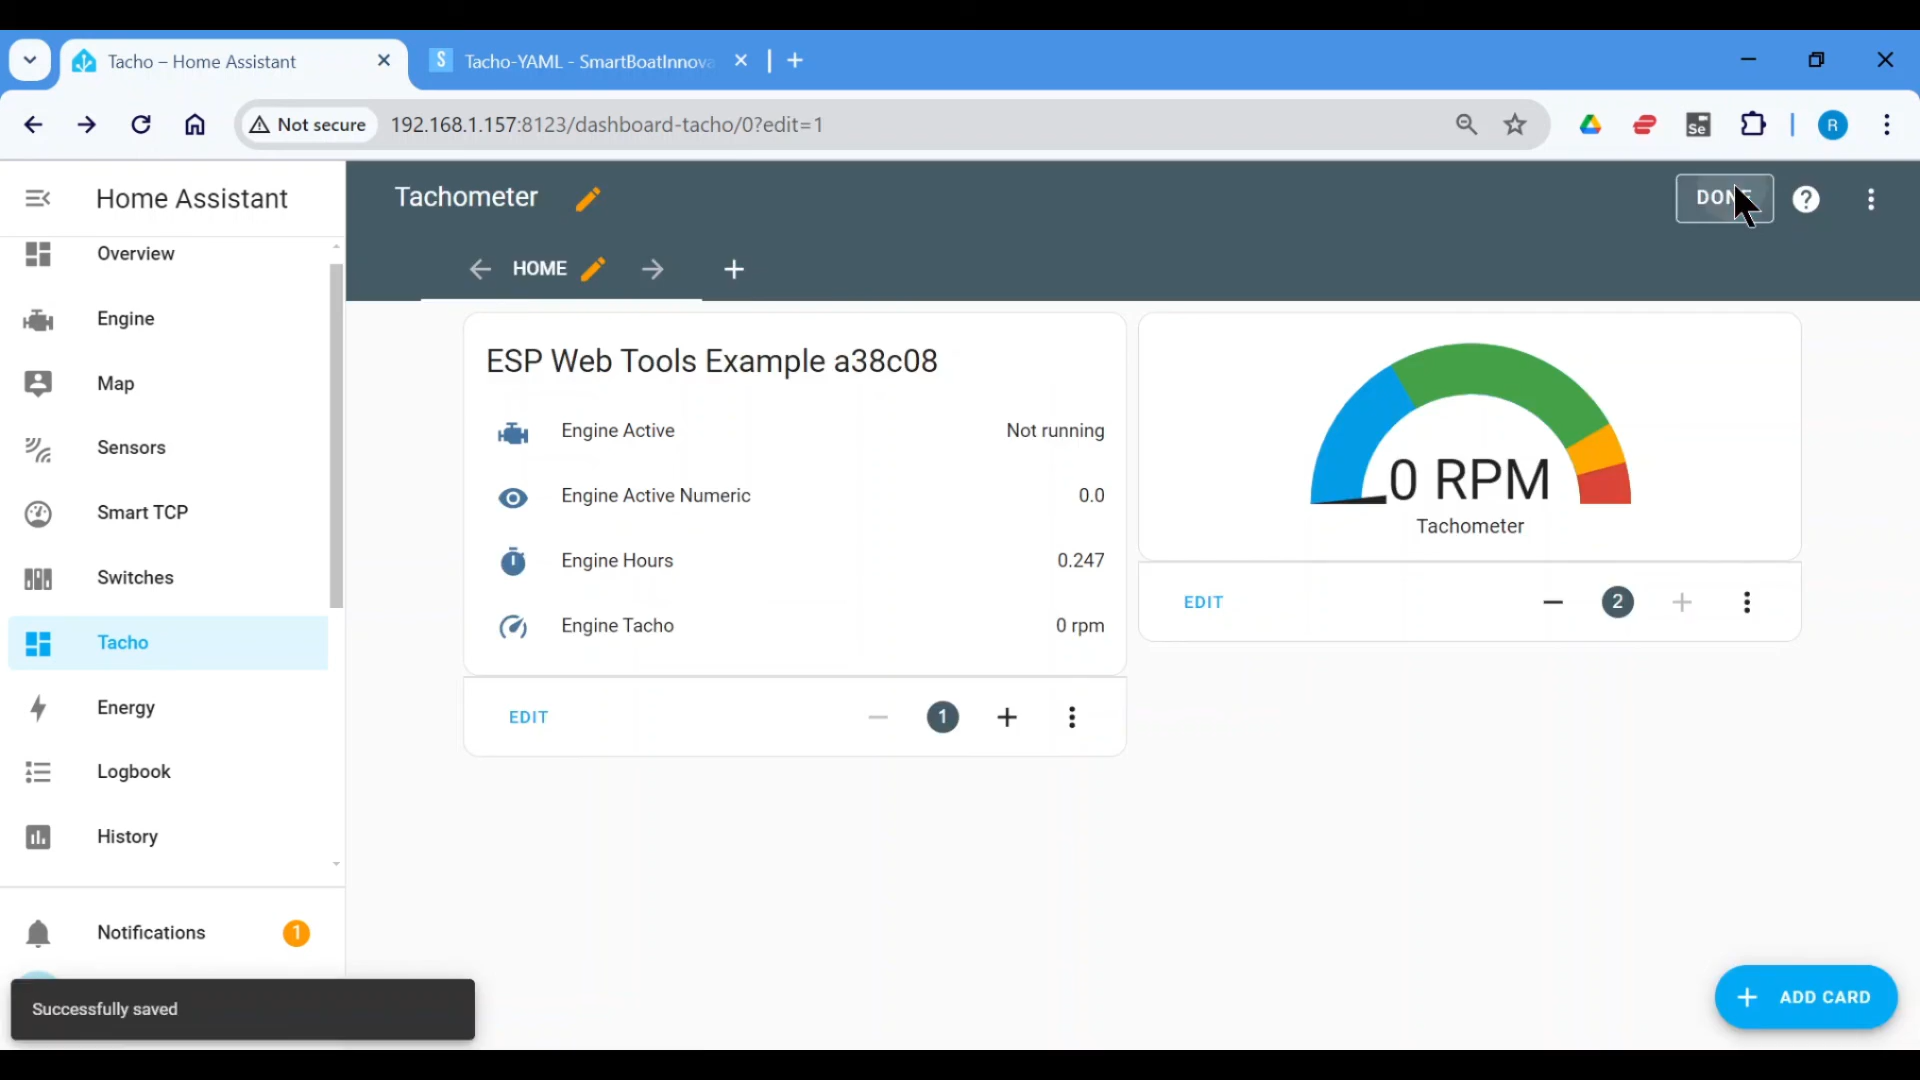 Tacho – Home Assistant
S Tacho-YAML - SmartBoatInnova
Not secure 192.168.1.157:8123/dashboard-tacho/0?edit=1
Se
R
Home Assistant
Tachometer
DONE
?
Overview
HOME
Engine
Map
Sensors
Smart TCP
Switches
Tacho
Energy
Logbook
History
Notifications 1
Successfully saved
ESP Web Tools Example a38c08
Engine Active Not running
Engine Active Numeric 0.0
Engine Hours 0.247
Engine Tacho 0 rpm
EDIT 1
0 RPM
Tachometer
EDIT 2
ADD CARD